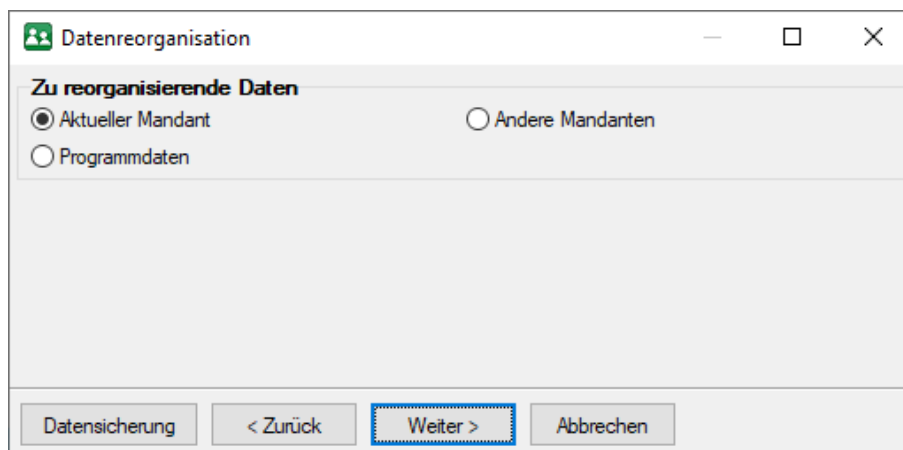 Datenreorganisation
Zu reorganisierende Daten
Aktueller Mandant Andere Mandanten
Programmdaten
Datensicherung < Zurück Weiter > Abbrechen